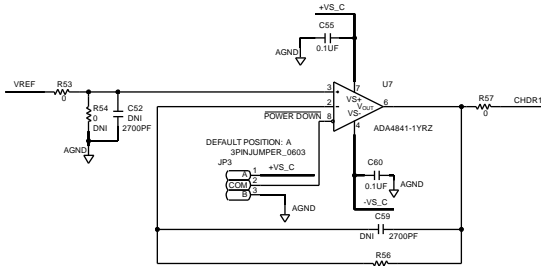 +VS_C
C55
AGND
0.1UF
U7
VREF
R53
0
R54
0
DNI
C52
DNI
2700PF
AGND
3
2
8
7
VS+
VOUT
VS-
4
6
POWER DOWN
ADA4841-1YRZ
R57
0
CHDR1
DEFAULT POSITION: A
3PINJUMPER_0603
JP3
+VS_C
A
1
COM
2
B
3
AGND
C60
0.1UF
AGND
-VS_C
C59
DNI
2700PF
R56